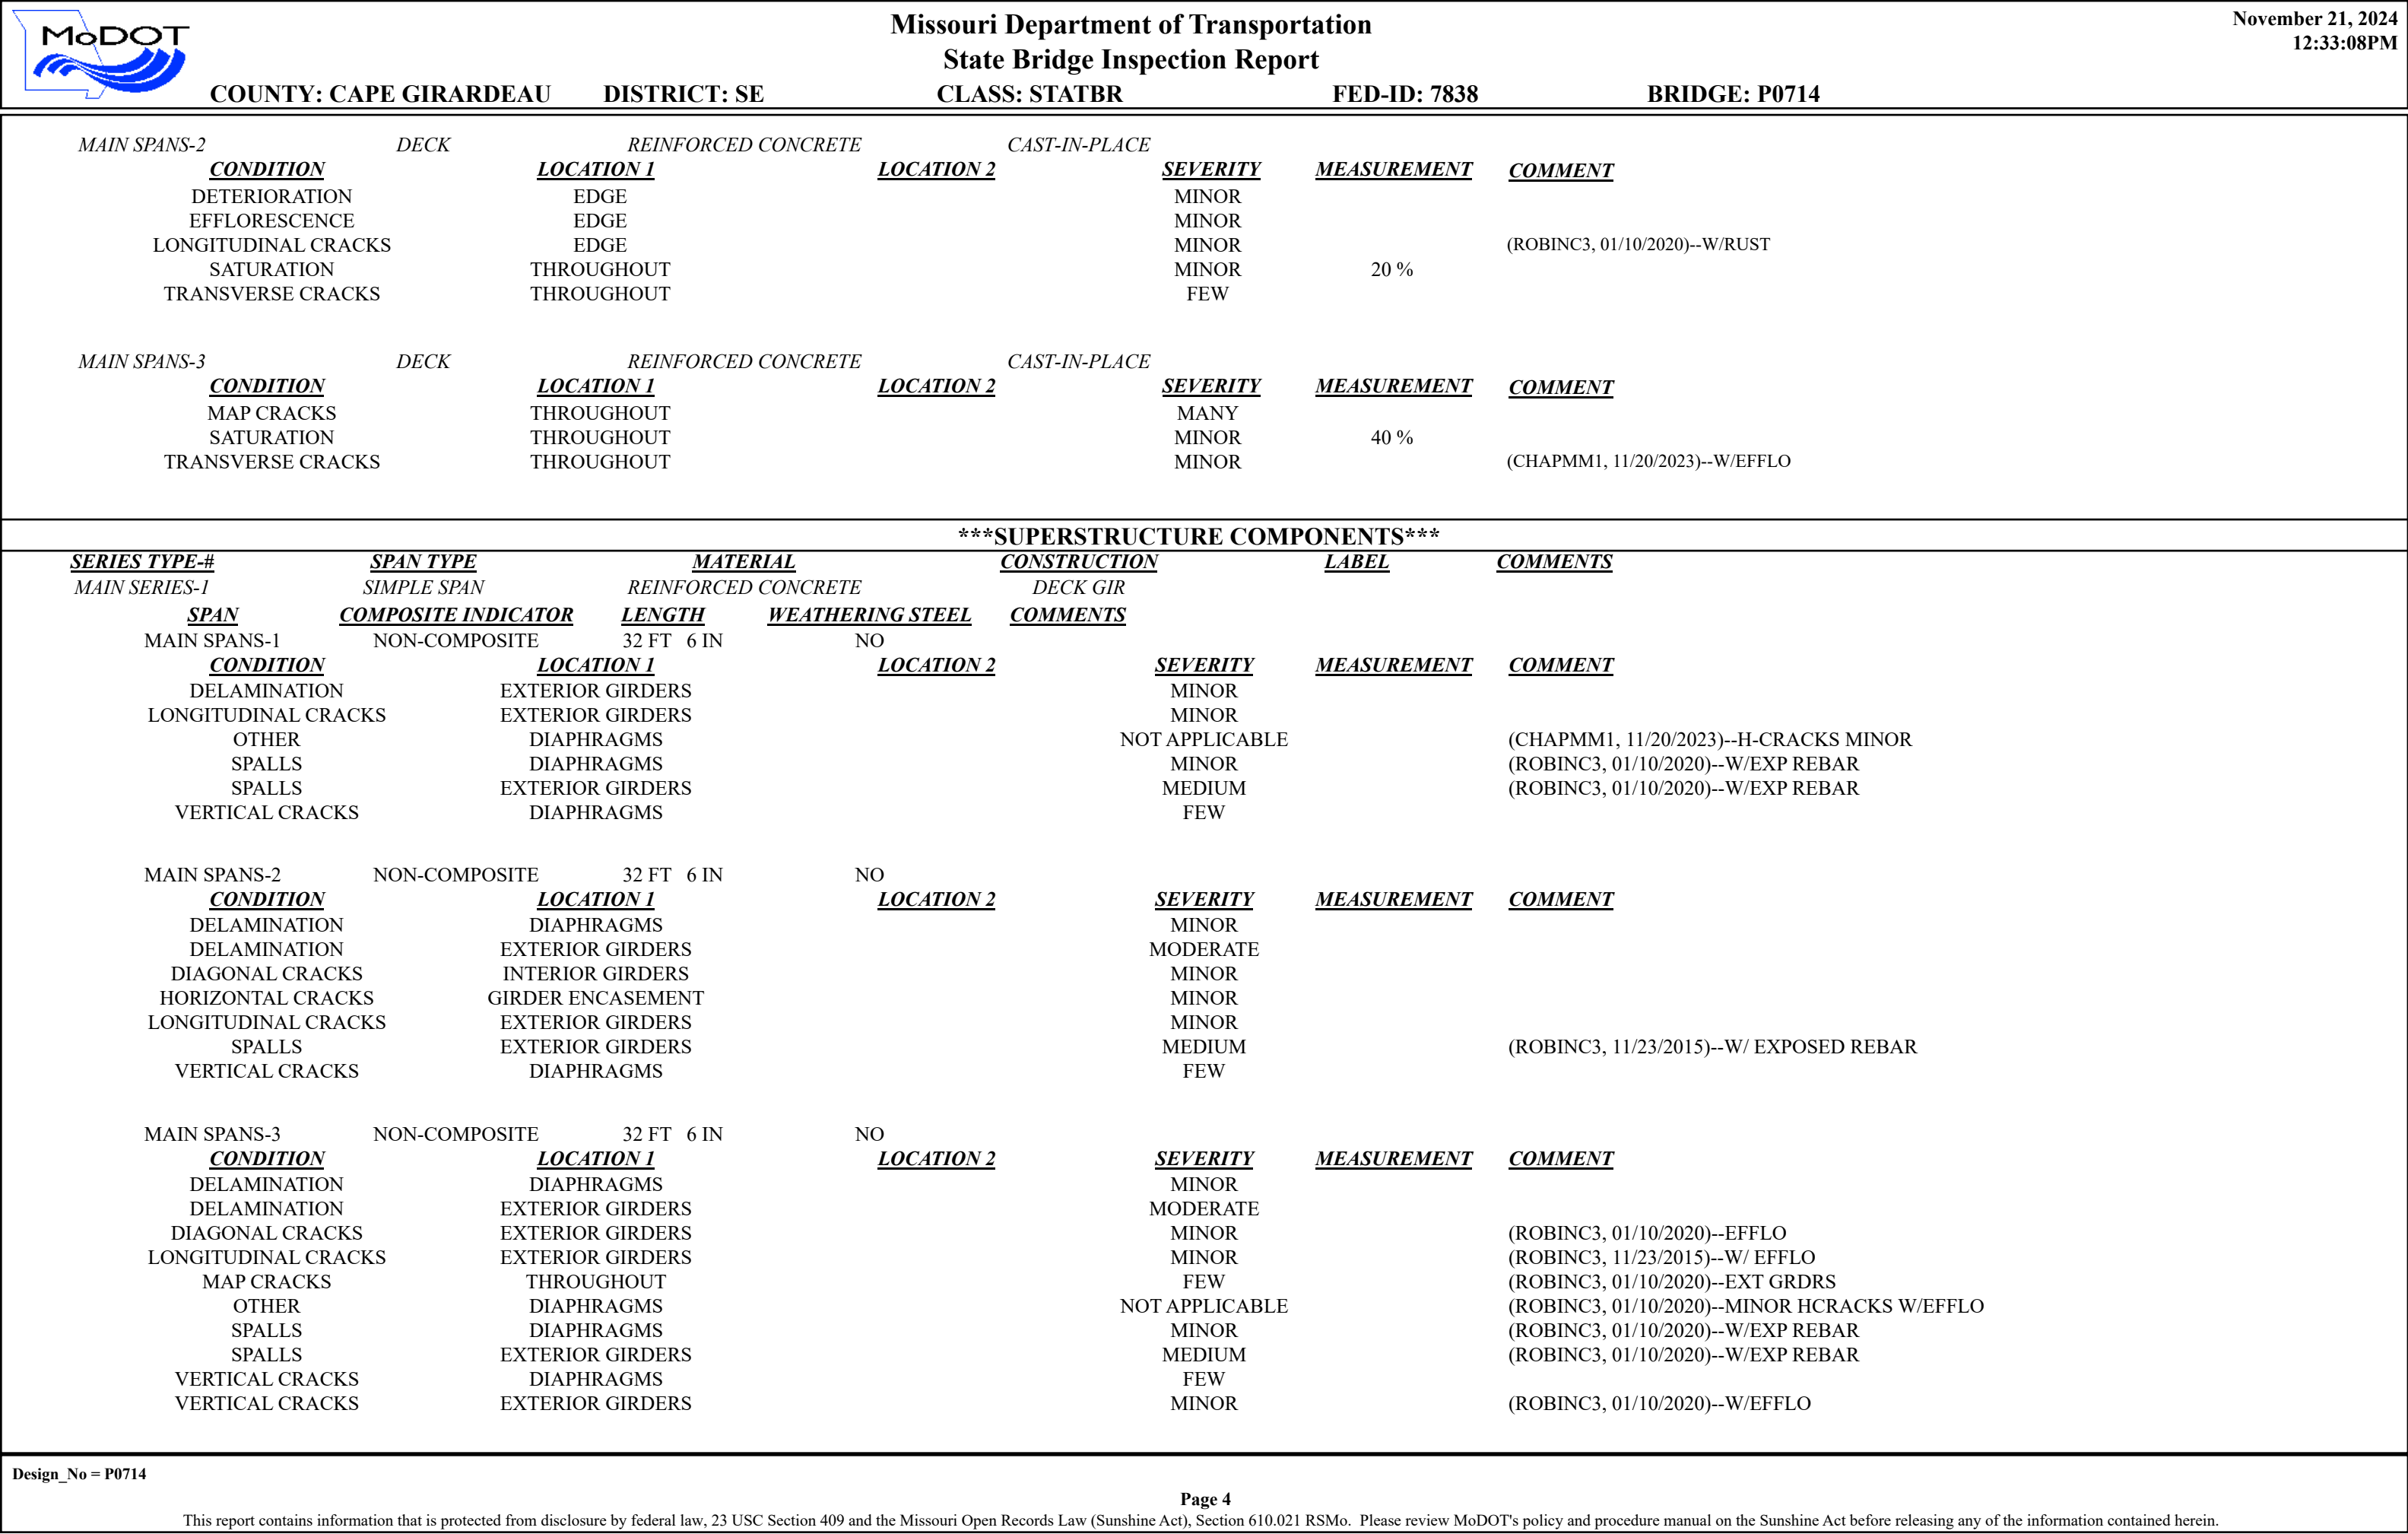 MoDOT
Missouri Department of Transportation
State Bridge Inspection Report
November 21, 2024
12:33:08PM
COUNTY: CAPE GIRARDEAU DISTRICT: SE CLASS: STATBR FED-ID: 7838 BRIDGE: P0714
MAIN SPANS-2 DECK REINFORCED CONCRETE CAST-IN-PLACE
CONDITION LOCATION 1 LOCATION 2 SEVERITY MEASUREMENT COMMENT
DETERIORATION EDGE MINOR
EFFLORESCENCE EDGE MINOR
LONGITUDINAL CRACKS EDGE MINOR (ROBINC3, 01/10/2020)--W/RUST
SATURATION THROUGHOUT MINOR 20 %
TRANSVERSE CRACKS THROUGHOUT FEW
MAIN SPANS-3 DECK REINFORCED CONCRETE CAST-IN-PLACE
CONDITION LOCATION 1 LOCATION 2 SEVERITY MEASUREMENT COMMENT
MAP CRACKS THROUGHOUT MANY
SATURATION THROUGHOUT MINOR 40 %
TRANSVERSE CRACKS THROUGHOUT MINOR (CHAPMM1, 11/20/2023)--W/EFFLO
***SUPERSTRUCTURE COMPONENTS***
SERIES TYPE-# SPAN TYPE MATERIAL CONSTRUCTION LABEL COMMENTS
MAIN SERIES-1 SIMPLE SPAN REINFORCED CONCRETE DECK GIR
SPAN COMPOSITE INDICATOR LENGTH WEATHERING STEEL COMMENTS
MAIN SPANS-1 NON-COMPOSITE 32 FT 6 IN NO
CONDITION LOCATION 1 LOCATION 2 SEVERITY MEASUREMENT COMMENT
DELAMINATION EXTERIOR GIRDERS MINOR
LONGITUDINAL CRACKS EXTERIOR GIRDERS MINOR
OTHER DIAPHRAGMS NOT APPLICABLE (CHAPMM1, 11/20/2023)--H-CRACKS MINOR
SPALLS DIAPHRAGMS MINOR (ROBINC3, 01/10/2020)--W/EXP REBAR
SPALLS EXTERIOR GIRDERS MEDIUM (ROBINC3, 01/10/2020)--W/EXP REBAR
VERTICAL CRACKS DIAPHRAGMS FEW
MAIN SPANS-2 NON-COMPOSITE 32 FT 6 IN NO
CONDITION LOCATION 1 LOCATION 2 SEVERITY MEASUREMENT COMMENT
DELAMINATION DIAPHRAGMS MINOR
DELAMINATION EXTERIOR GIRDERS MODERATE
DIAGONAL CRACKS INTERIOR GIRDERS MINOR
HORIZONTAL CRACKS GIRDER ENCASEMENT MINOR
LONGITUDINAL CRACKS EXTERIOR GIRDERS MINOR
SPALLS EXTERIOR GIRDERS MEDIUM (ROBINC3, 11/23/2015)--W/ EXPOSED REBAR
VERTICAL CRACKS DIAPHRAGMS FEW
MAIN SPANS-3 NON-COMPOSITE 32 FT 6 IN NO
CONDITION LOCATION 1 LOCATION 2 SEVERITY MEASUREMENT COMMENT
DELAMINATION DIAPHRAGMS MINOR
DELAMINATION EXTERIOR GIRDERS MODERATE
DIAGONAL CRACKS EXTERIOR GIRDERS MINOR (ROBINC3, 01/10/2020)--EFFLO
LONGITUDINAL CRACKS EXTERIOR GIRDERS MINOR (ROBINC3, 11/23/2015)--W/ EFFLO
MAP CRACKS THROUGHOUT FEW (ROBINC3, 01/10/2020)--EXT GRDRS
OTHER DIAPHRAGMS NOT APPLICABLE (ROBINC3, 01/10/2020)--MINOR HCRACKS W/EFFLO
SPALLS DIAPHRAGMS MINOR (ROBINC3, 01/10/2020)--W/EXP REBAR
SPALLS EXTERIOR GIRDERS MEDIUM (ROBINC3, 01/10/2020)--W/EXP REBAR
VERTICAL CRACKS DIAPHRAGMS FEW
VERTICAL CRACKS EXTERIOR GIRDERS MINOR (ROBINC3, 01/10/2020)--W/EFFLO
Design_No = P0714
Page 4
This report contains information that is protected from disclosure by federal law, 23 USC Section 409 and the Missouri Open Records Law (Sunshine Act), Section 610.021 RSMo. Please review MoDOT's policy and procedure manual on the Sunshine Act before releasing any of the information contained herein.